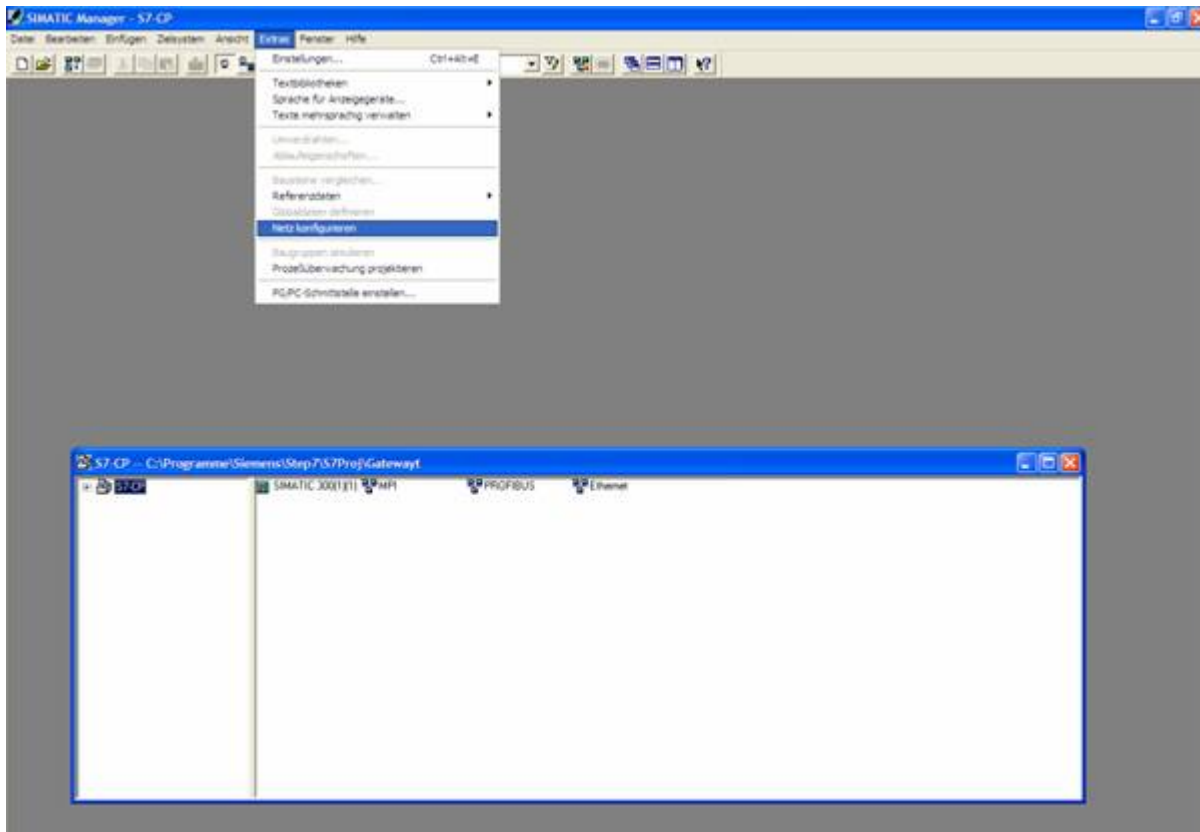 SIMATIC Manager - S7-CP
Datei Bearbeiten Einfügen Zielsystem Ansicht Extras Fenster Hilfe
Einstellungen... Ctrl+Alt+E
Textbibliotheken
Sprache für Anzeigegeräte...
Texte mehrsprachig verwalten
Umverdrahten...
Ablaufeigenschaften...
Bausteine vergleichen...
Referenzdaten
Globaldaten definieren
Netz konfigurieren
Baugruppen simulieren
Prozeßüberwachung projektieren
PG/PC-Schnittstelle einstellen...
S7-CP -- C:\Programme\Siemens\Step7\S7Proj\Gatewayt
S7-CP SIMATIC 300(1)(1) MPI PROFIBUS Ethernet